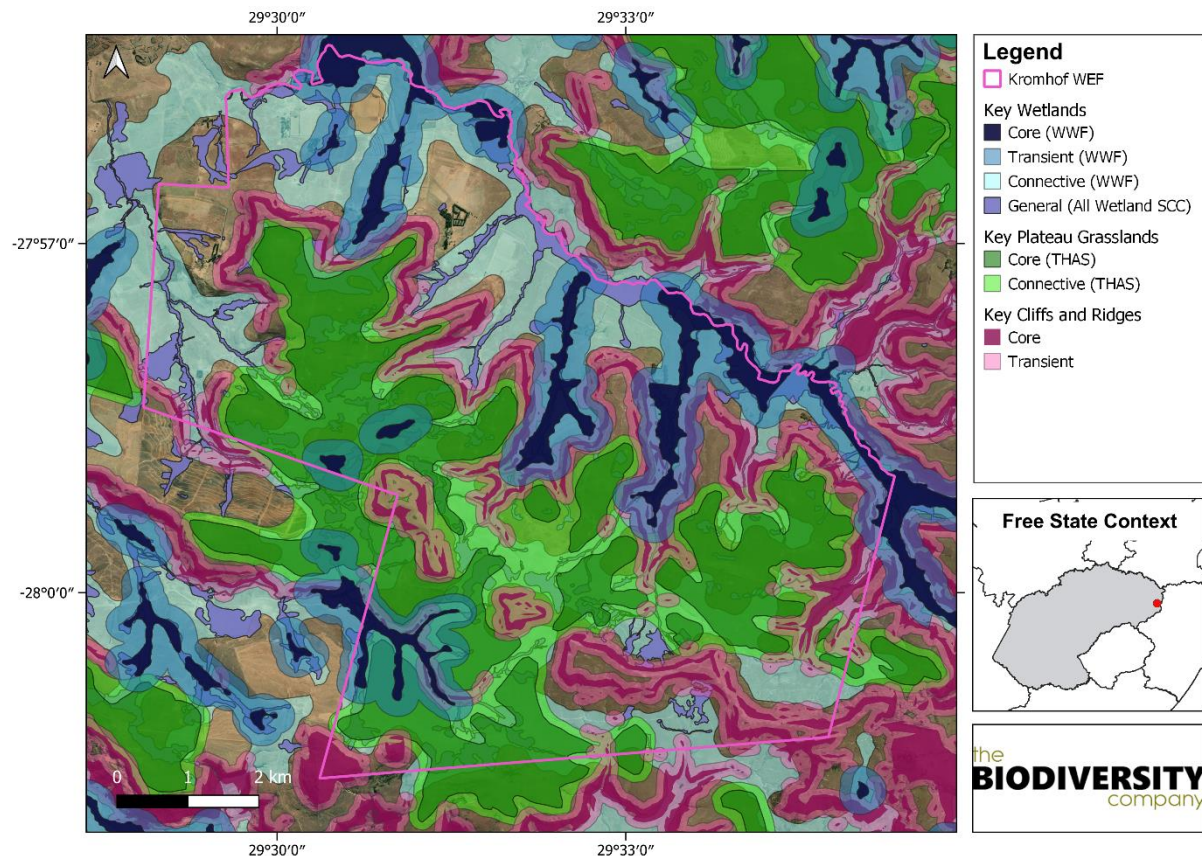 29°30'0"
29°33'0"
-27°57'0"
-28°0'0"
0
1
2 km
29°30'0"
29°33'0"
Legend
Kromhof WEF
Key Wetlands
Core (WWF)
Transient (WWF)
Connective (WWF)
General (All Wetland SCC)
Key Plateau Grasslands
Core (THAS)
Connective (THAS)
Key Cliffs and Ridges
Core
Transient
Free State Context
the
BIODIVERSITY
company